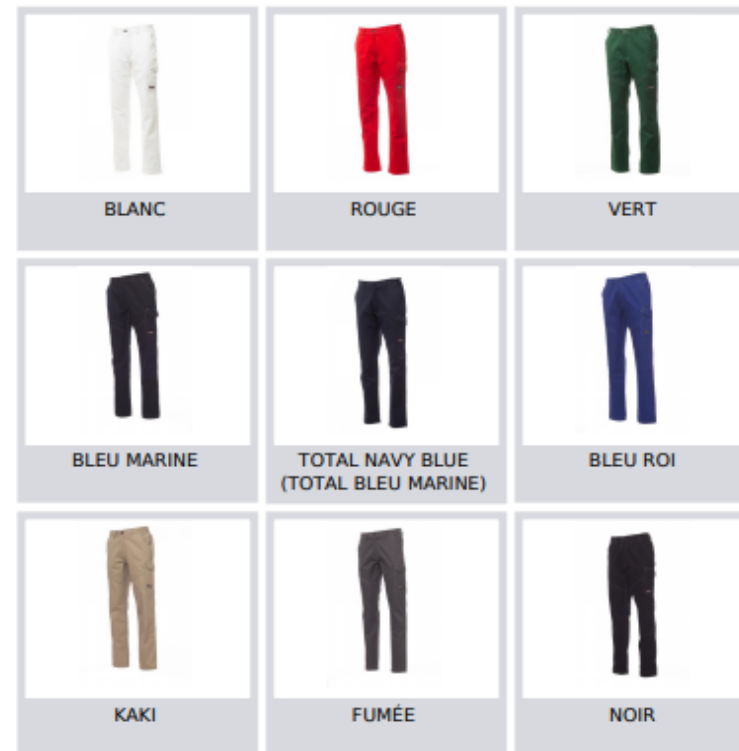 BLANC
ROUGE
VERT
BLEU MARINE
TOTAL NAVY BLUE
(TOTAL BLEU MARINE)
BLEU ROI
KAKI
FUMÉE
NOIR